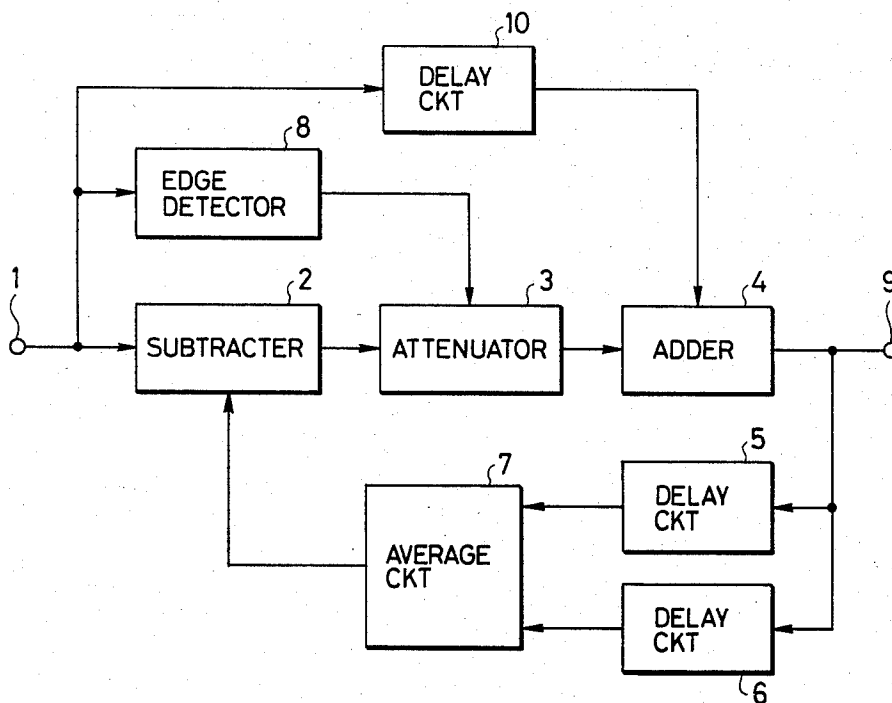 10
DELAY
CKT
8
EDGE
DETECTOR
1
2
3
4
9
SUBTRACTER
ATTENUATOR
ADDER
7
5
AVERAGE
CKT
DELAY
CKT
DELAY
CKT
6